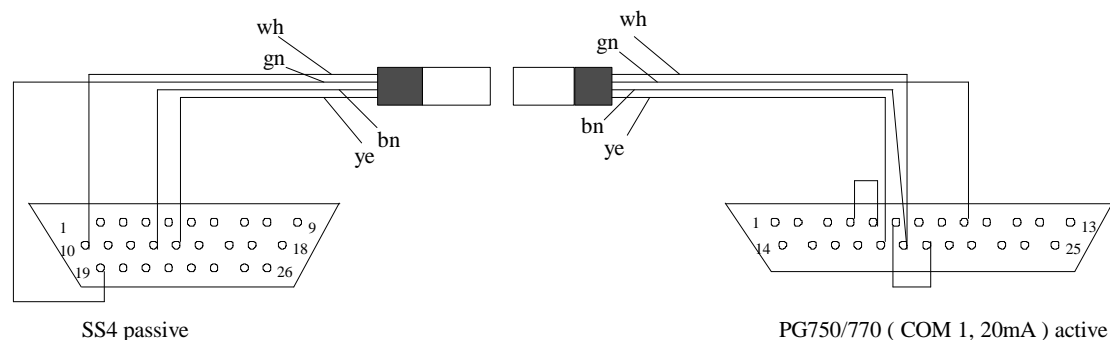 wh
gn
bn
ye
wh
gn
bn
ye
1
9
10
18
19
26
1
13
14
25
SS4 passive
PG750/770 ( COM 1, 20mA ) active